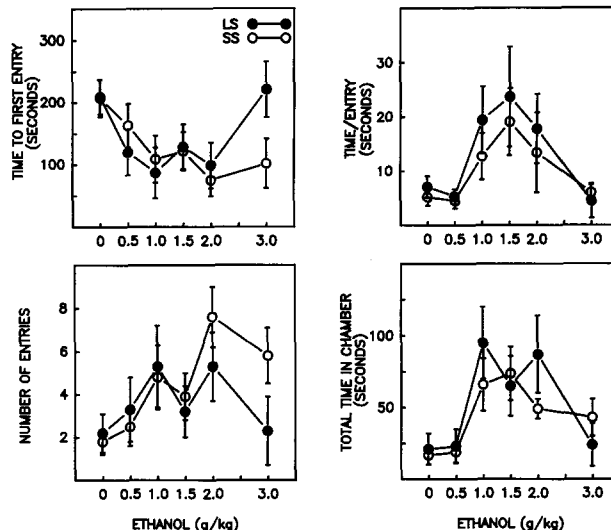 LS
SS
TIME TO FIRST ENTRY
(SECONDS)
300
200
100
0 0.5 1.0 1.5 2.0 3.0
TIME/ENTRY
(SECONDS)
40
30
20
10
0 0.5 1.0 1.5 2.0 3.0
NUMBER OF ENTRIES
8
6
4
2
0 0.5 1.0 1.5 2.0 3.0
ETHANOL (g/kg)
TOTAL TIME IN CHAMBER
(SECONDS)
100
50
0 0.5 1.0 1.5 2.0 3.0
ETHANOL (g/kg)